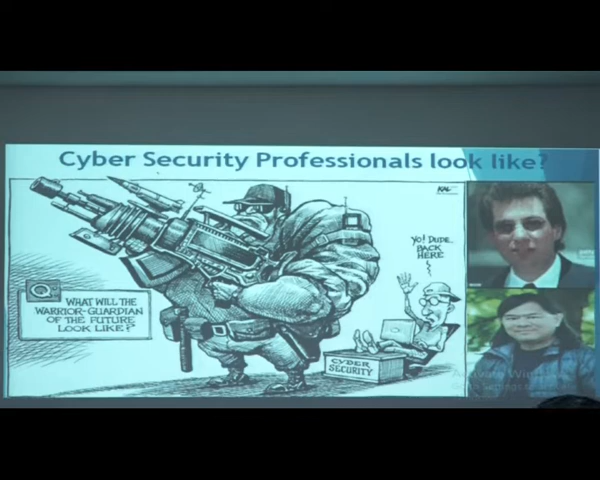 Cyber Security Professionals look like?
KAL
YO! DUDE.
BACK
HERE
Q
WHAT WILL THE
WARRIOR-GUARDIAN
OF THE FUTURE
LOOK LIKE?
CYBER
SECURITY